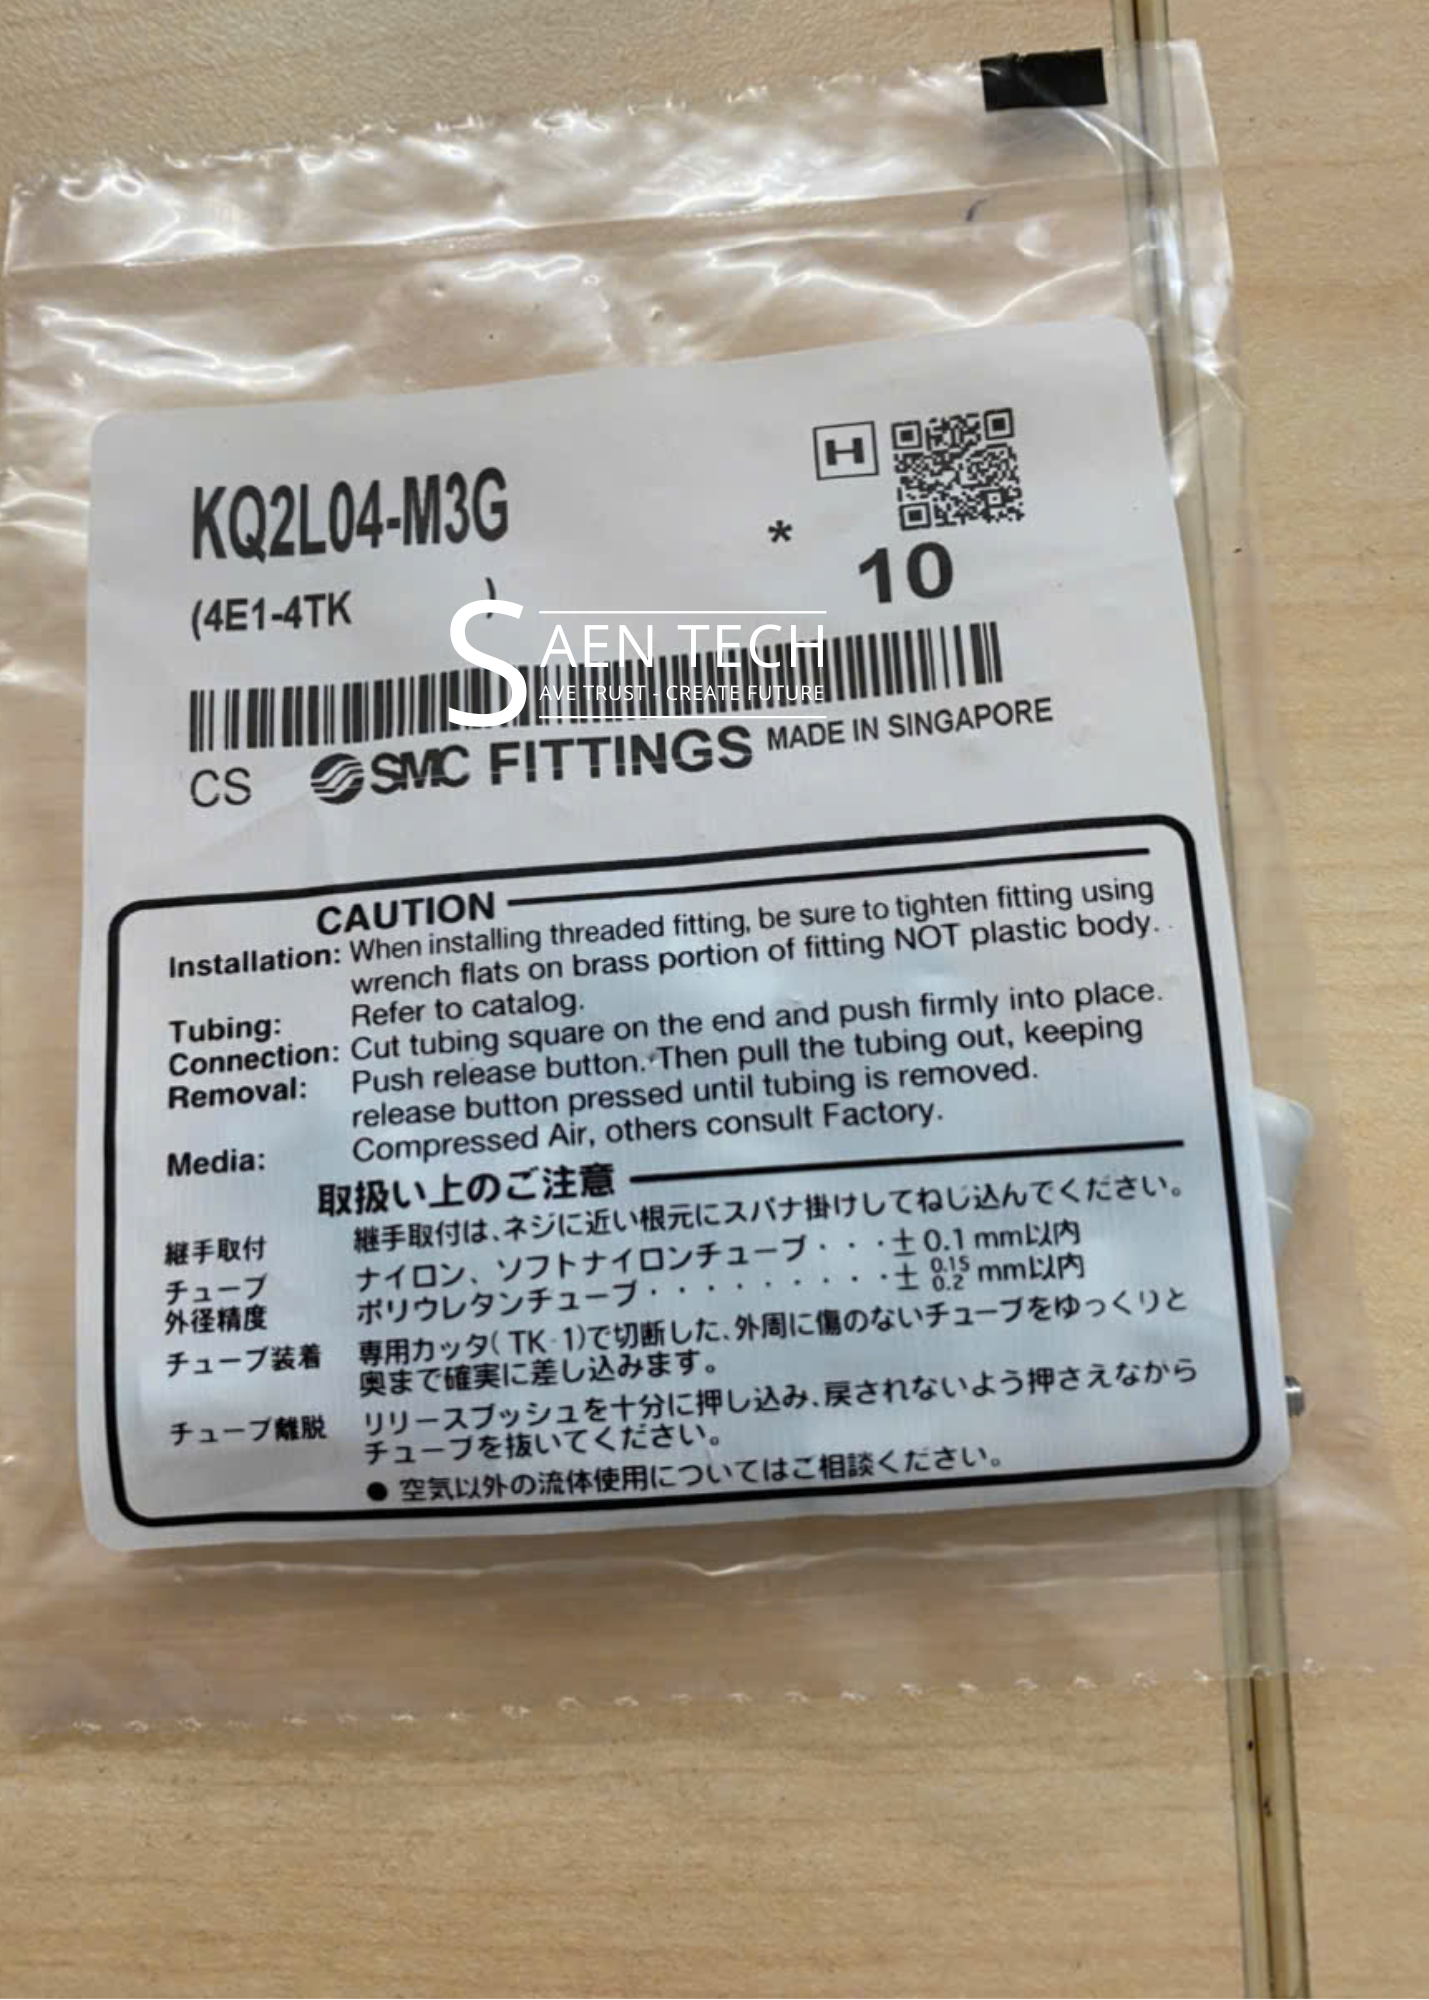 H
KQ2L04-M3G
*
10
(4E1-4TK )
SAEN TECH
SAVE TRUST - CREATE FUTURE
CS SMC FITTINGS MADE IN SINGAPORE
CAUTION
Installation: When installing threaded fitting, be sure to tighten fitting using
wrench flats on brass portion of fitting NOT plastic body.
Tubing: Refer to catalog.
Connection: Cut tubing square on the end and push firmly into place.
Removal: Push release button. Then pull the tubing out, keeping
release button pressed until tubing is removed.
Media: Compressed Air, others consult Factory.
取扱い上のご注意
継手取付 継手取付は、ネジに近い根元にスパナ掛けしてねじ込んでください。
チューブ ナイロン、ソフトナイロンチューブ・・・± 0.1 mm以内
外径精度 ポリウレタンチューブ・・・・・・・・・± 0.15 0.2 mm以内
チューブ装着 専用カッタ(TK-1)で切断した、外周に傷のないチューブをゆっくりと
奥まで確実に差し込みます。
チューブ離脱 リリースブッシュを十分に押し込み、戻されないよう押さえなから
チューブを抜いてください。
● 空気以外の流体使用についてはご相談ください。